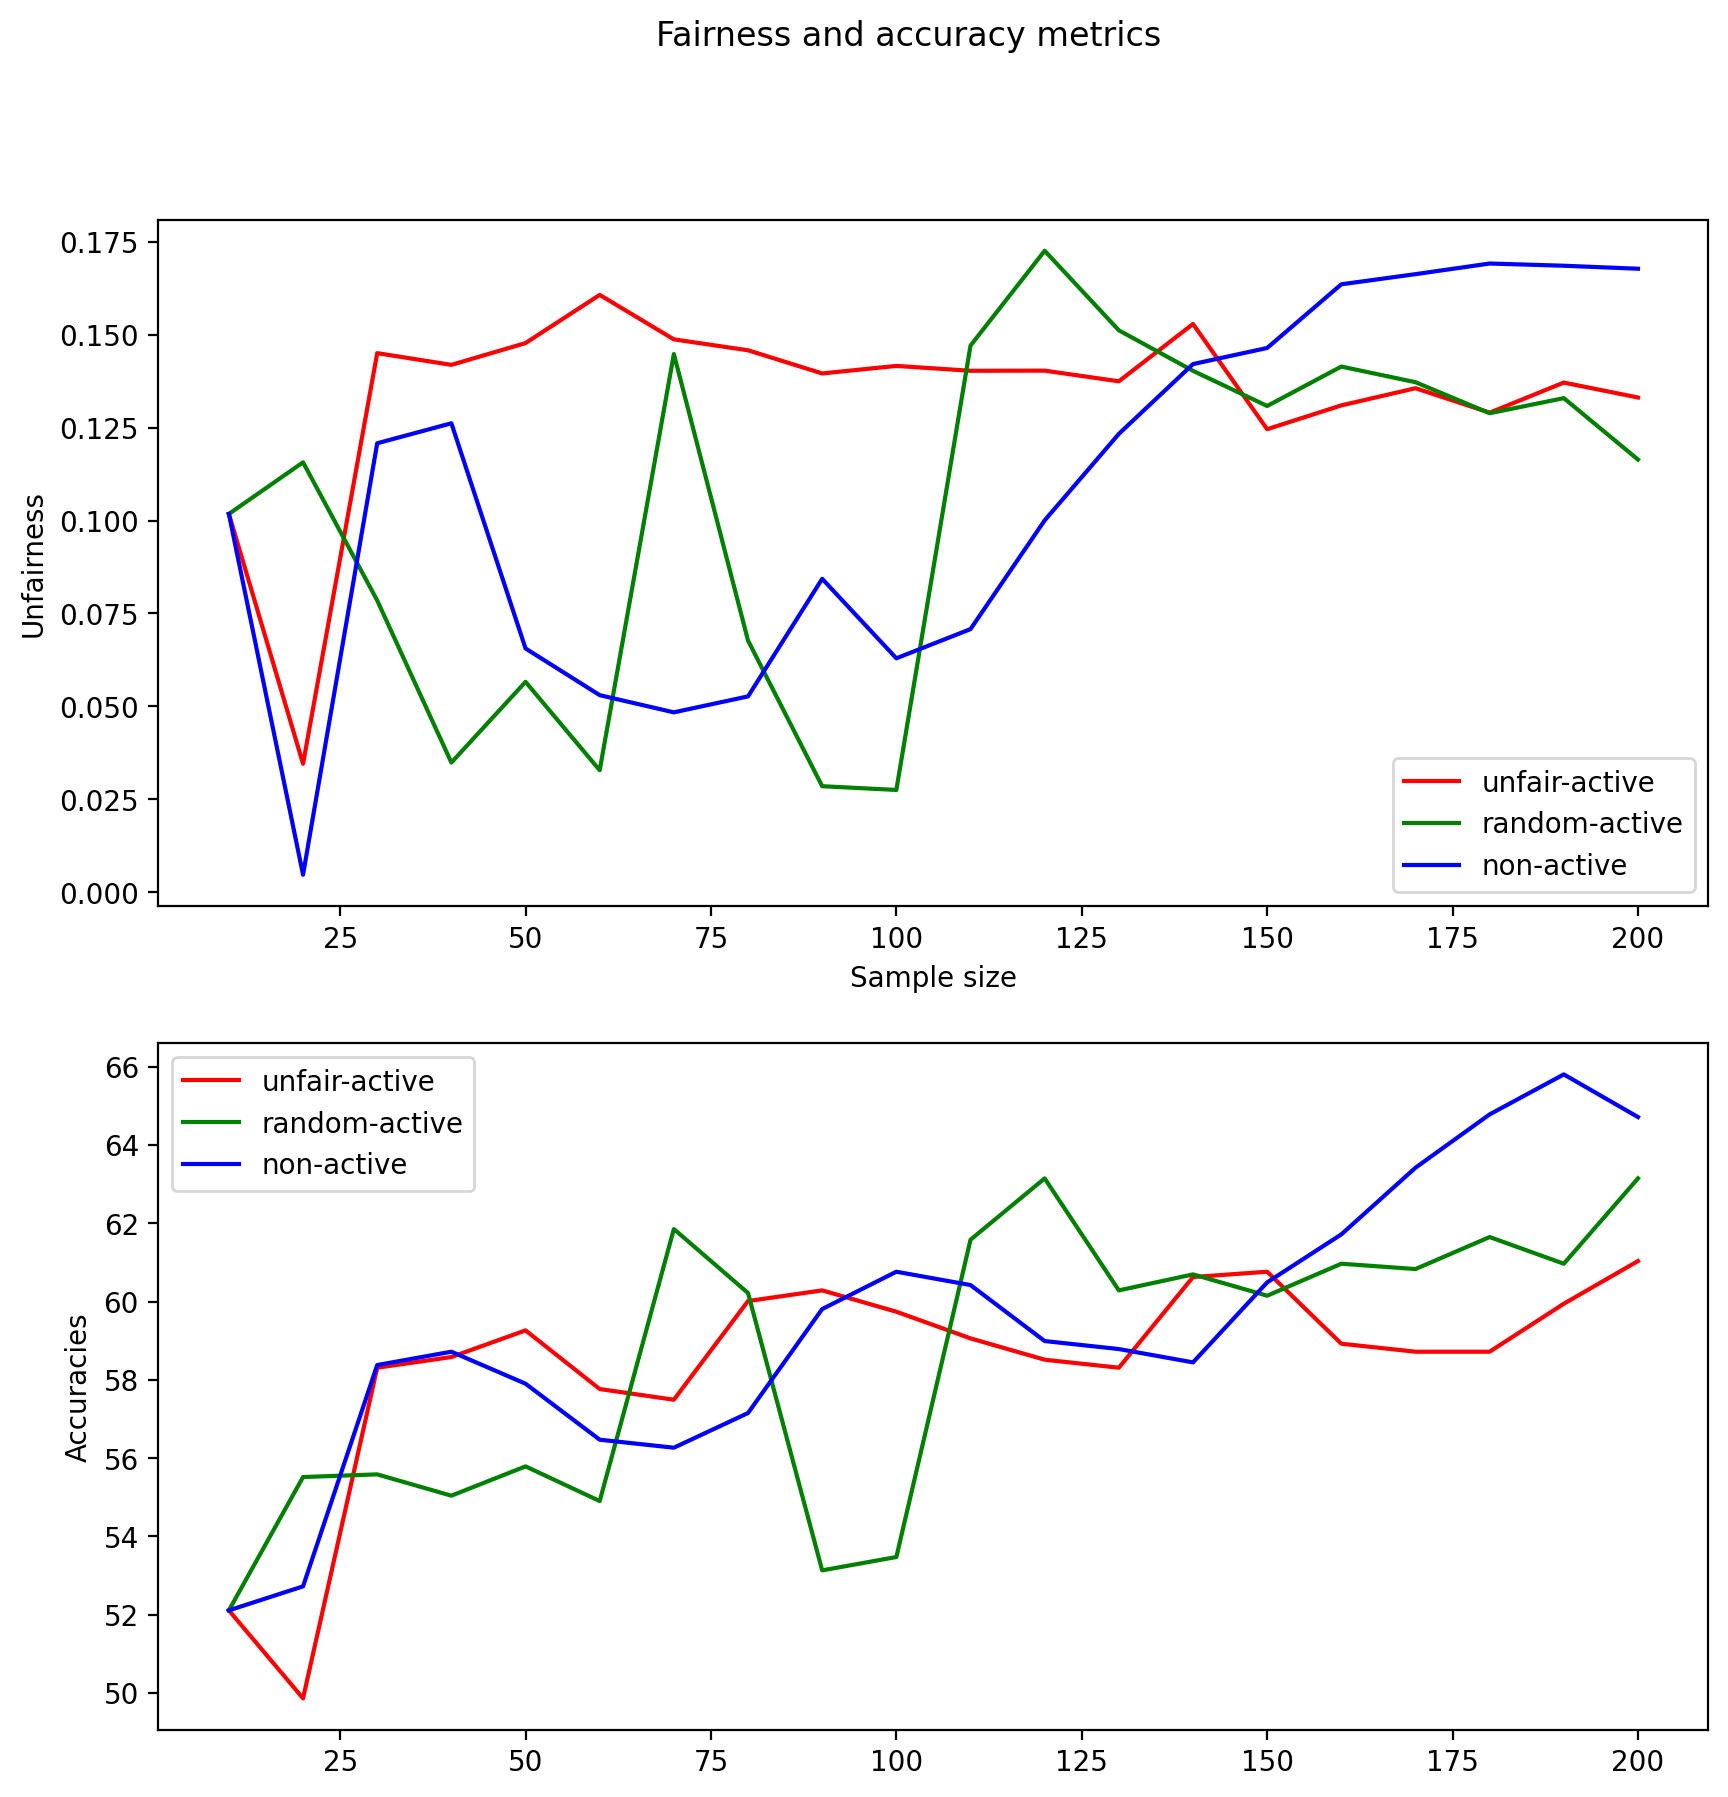 Fairness and accuracy metrics
0.175
0.150
0.125
0.100
0.075
0.050
0.025
0.000
Unfairness
unfair-active
random-active
non-active
25 50 75 100 125 150 175 200
Sample size
66
64
62
60
58
56
54
52
50
Accuracies
unfair-active
random-active
non-active
25 50 75 100 125 150 175 200